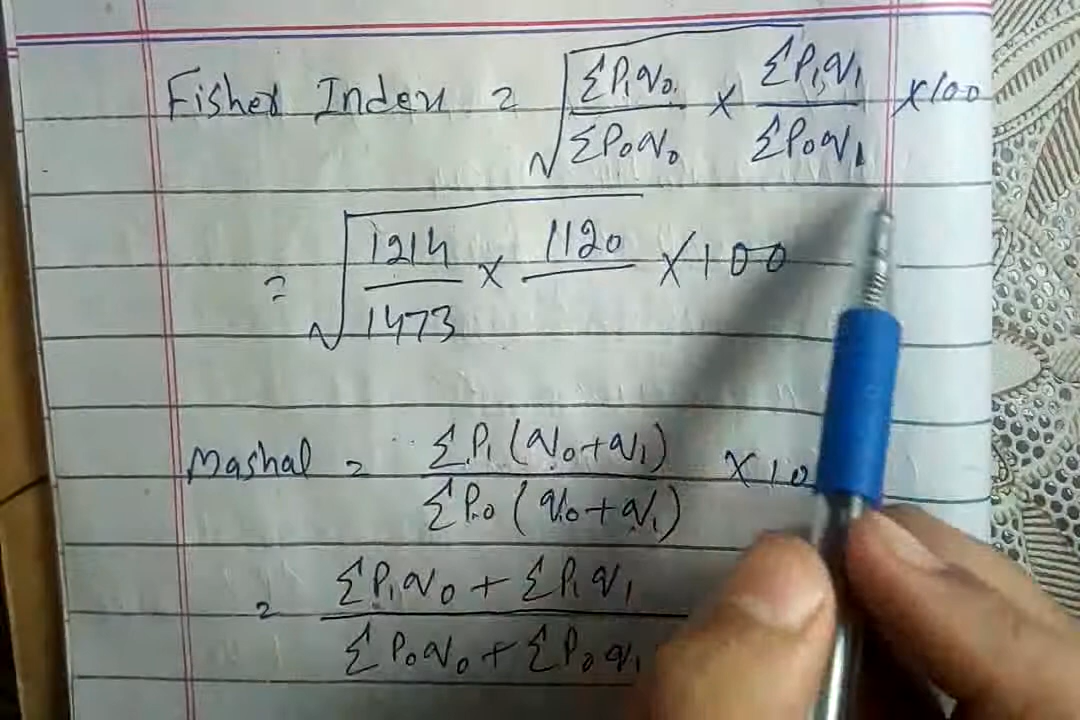 Fisher Index = √ ΣP₁q₀ / ΣP₀q₀ × ΣP₁q₁ / ΣP₀q₁ ×100
= √ 1214 / 1473 × 1120 / ×100
Mashal = ΣP₁(q₀+q₁) / ΣP₀(q₀+q₁) ×10
= ΣP₁q₀ + ΣP₁q₁ / ΣP₀q₀ + ΣP₀q₁